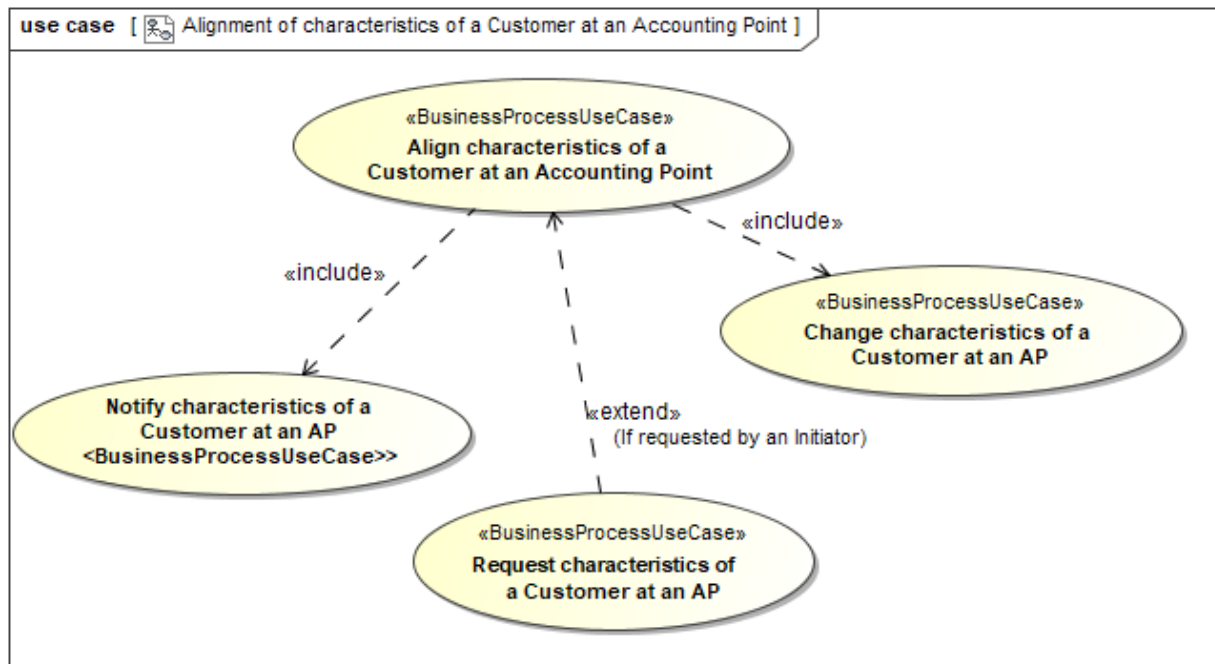 use case [ Alignment of characteristics of a Customer at an Accounting Point ]
«BusinessProcessUseCase»
Align characteristics of a
Customer at an Accounting Point
«include»
«include»
«BusinessProcessUseCase»
Change characteristics of a
Customer at an AP
Notify characteristics of a
Customer at an AP
<BusinessProcessUseCase>>
«extend»
(If requested by an Initiator)
«BusinessProcessUseCase»
Request characteristics of
a Customer at an AP